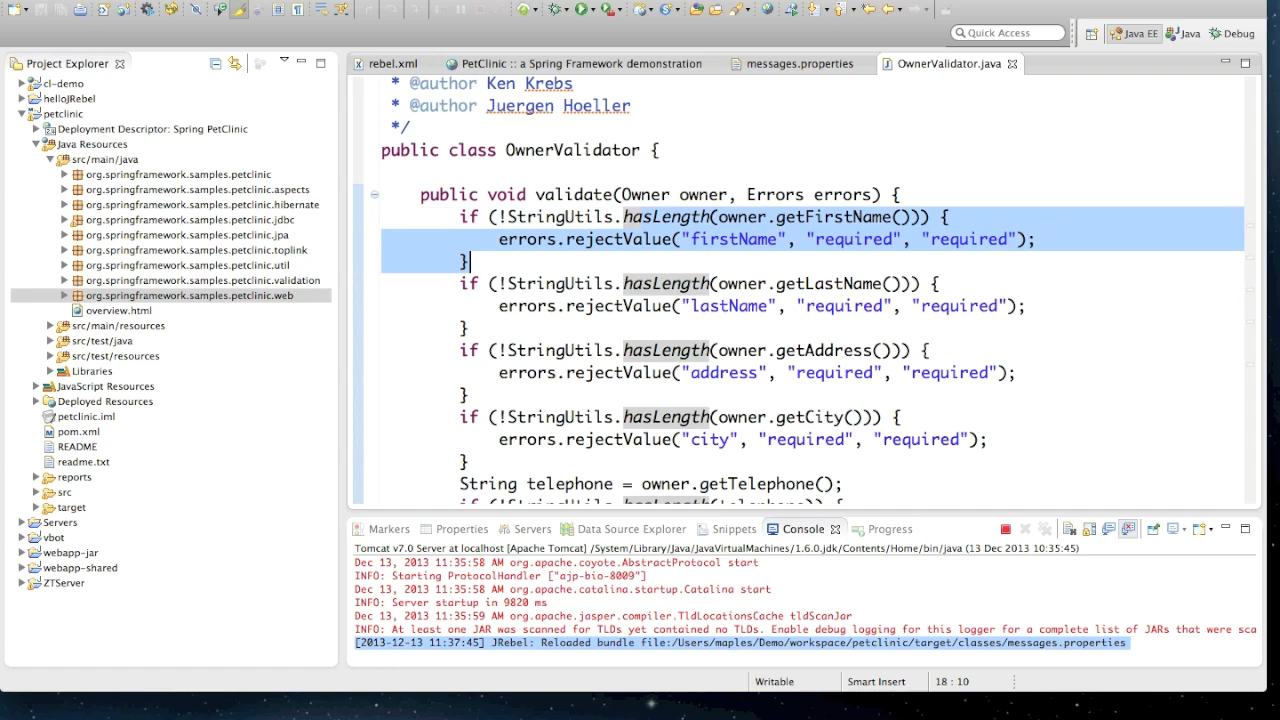 Quick Access
Java EE
Java
Debug
Project Explorer
cl-demo
helloJRebel
petclinic
Deployment Descriptor: Spring PetClinic
Java Resources
src/main/java
org.springframework.samples.petclinic
org.springframework.samples.petclinic.aspects
org.springframework.samples.petclinic.hibernate
org.springframework.samples.petclinic.jdbc
org.springframework.samples.petclinic.jpa
org.springframework.samples.petclinic.toplink
org.springframework.samples.petclinic.util
org.springframework.samples.petclinic.validation
org.springframework.samples.petclinic.web
overview.html
src/main/resources
src/test/java
src/test/resources
Libraries
JavaScript Resources
Deployed Resources
petclinic.iml
pom.xml
README
readme.txt
reports
src
target
Servers
vbot
webapp-jar
webapp-shared
ZTServer
rebel.xml
PetClinic :: a Spring Framework demonstration
messages.properties
OwnerValidator.java
* @author Ken Krebs
* @author Juergen Hoeller
*/
public class OwnerValidator {
public void validate(Owner owner, Errors errors) {
if (!StringUtils.hasLength(owner.getFirstName())) {
errors.rejectValue("firstName", "required", "required");
}
if (!StringUtils.hasLength(owner.getLastName())) {
errors.rejectValue("lastName", "required", "required");
}
if (!StringUtils.hasLength(owner.getAddress())) {
errors.rejectValue("address", "required", "required");
}
if (!StringUtils.hasLength(owner.getCity())) {
errors.rejectValue("city", "required", "required");
}
String telephone = owner.getTelephone();
if (!StringUtils.hasLength(telephone)) {
Markers
Properties
Servers
Data Source Explorer
Snippets
Console
Progress
Tomcat v7.0 Server at localhost [Apache Tomcat] /System/Library/Java/JavaVirtualMachines/1.6.0.jdk/Contents/Home/bin/java (13 Dec 2013 10:35:45)
Dec 13, 2013 11:35:58 AM org.apache.coyote.AbstractProtocol start
INFO: Starting ProtocolHandler ["ajp-bio-8009"]
Dec 13, 2013 11:35:58 AM org.apache.catalina.startup.Catalina start
INFO: Server startup in 9820 ms
Dec 13, 2013 11:35:59 AM org.apache.jasper.compiler.TldLocationsCache tldScanJar
INFO: At least one JAR was scanned for TLDs yet contained no TLDs. Enable debug logging for this logger for a complete list of JARs that were sca
[2013-12-13 11:37:45] JRebel: Reloaded bundle file:/Users/maples/Demo/workspace/petclinic/target/classes/messages.properties
Writable
Smart Insert
18 : 10